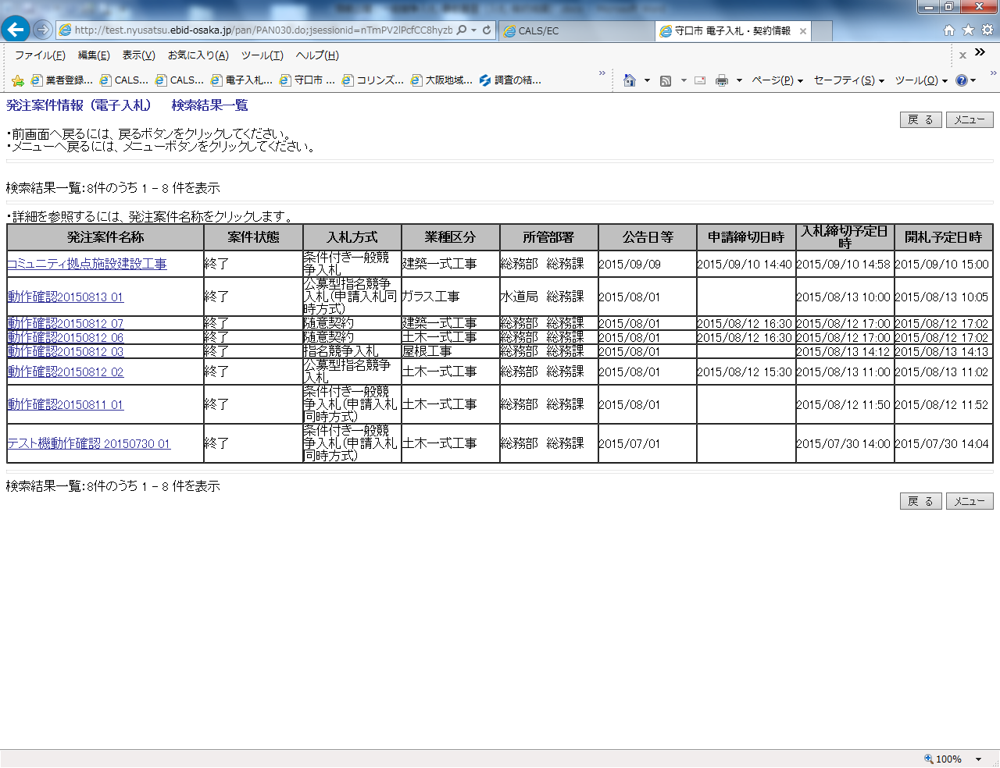 http://test.nyusatsu.ebid-osaka.jp/pan/PAN030.do;jsessionid=nTmPV2lPcfCC8hyzb
CALS/EC
守口市 電子入札・契約情報
ファイル(F) 編集(E) 表示(V) お気に入り(A) ツール(T) ヘルプ(H)
業者登録... CALS... CALS... 電子入札... 守口市 ... コリンズ... 大阪地域... 調査の結...
ページ(P) セーフティ(S) ツール(O)
発注案件情報（電子入札） 検索結果一覧
戻 る メニュー
・前画面へ戻るには、戻るボタンをクリックしてください。
・メニューへ戻るには、メニューボタンをクリックしてください。
検索結果一覧：8件のうち 1 － 8 件を表示
・詳細を参照するには、発注案件名称をクリックします。
発注案件名称 案件状態 入札方式 業種区分 所管部署 公告日等 申請締切日時 入札締切予定日時 開札予定日時
コミュニティ拠点施設建設工事 終了 条件付き一般競争入札 建築一式工事 総務部 総務課 2015/09/09 2015/09/10 14:40 2015/09/10 14:58 2015/09/10 15:00
動作確認20150813 01 終了 公募型指名競争入札（申請入札同時方式） ガラス工事 水道局 総務課 2015/08/01 2015/08/13 10:00 2015/08/13 10:05
動作確認20150812 07 終了 随意契約 建築一式工事 総務部 総務課 2015/08/01 2015/08/12 16:30 2015/08/12 17:00 2015/08/12 17:02
動作確認20150812 06 終了 随意契約 土木一式工事 総務部 総務課 2015/08/01 2015/08/12 16:30 2015/08/12 17:00 2015/08/12 17:02
動作確認20150812 03 終了 指名競争入札 屋根工事 総務部 総務課 2015/08/01 2015/08/13 14:12 2015/08/13 14:13
動作確認20150812 02 終了 公募型指名競争入札 土木一式工事 総務部 総務課 2015/08/01 2015/08/12 15:30 2015/08/13 11:00 2015/08/13 11:02
動作確認20150811 01 終了 条件付き一般競争入札（申請入札同時方式） 土木一式工事 総務部 総務課 2015/08/01 2015/08/12 11:50 2015/08/12 11:52
テスト機動作確認 20150730 01 終了 条件付き一般競争入札（申請入札同時方式） 土木一式工事 総務部 総務課 2015/07/01 2015/07/30 14:00 2015/07/30 14:04
検索結果一覧：8件のうち 1 － 8 件を表示
戻 る メニュー
100%